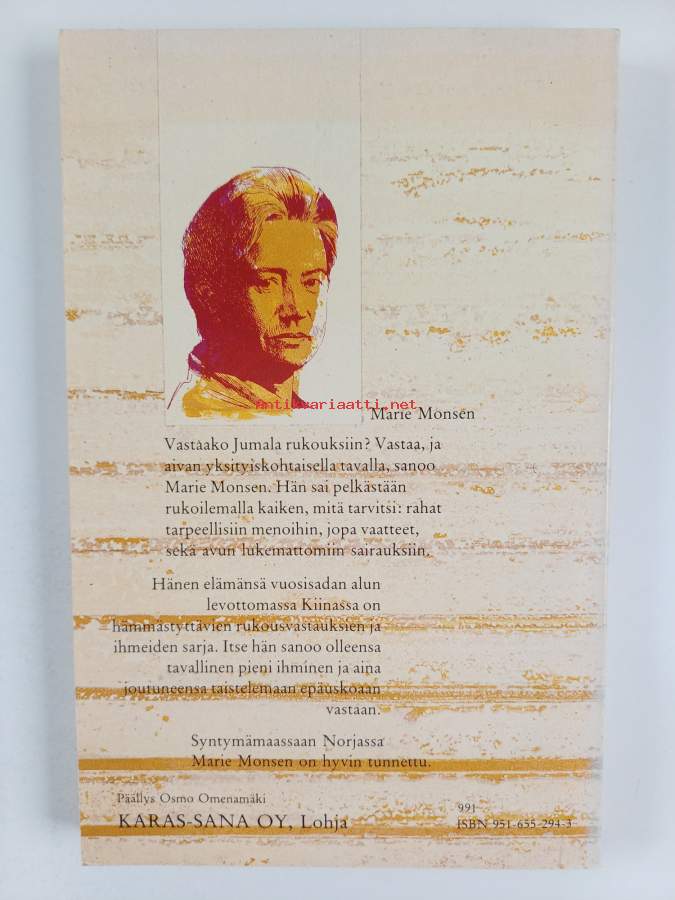 antikvariaatti.net
Marie Monsen
Vastaako Jumala rukouksiin? Vastaa, ja
aivan yksityiskohtaisella tavalla, sanoo
Marie Monsen. Hän sai pelkästään
rukoilemalla kaiken, mitä tarvitsi: rahat
tarpeellisiin menoihin, jopa vaatteet,
sekä avun lukemattomiin sairauksiin.
Hänen elämänsä vuosisadan alun
levottomassa Kiinassa on
hämmästyttävien rukousvastauksien ja
ihmeiden sarja. Itse hän sanoo olleensa
tavallinen pieni ihminen ja aina
joutuneensa taistelemaan epäuskoaan
vastaan.
Syntymämaassaan Norjassa
Marie Monsen on hyvin tunnettu.
Päällys Osmo Omenamäki
KARAS-SANA OY, Lohja
991
ISBN 951-655-294-3